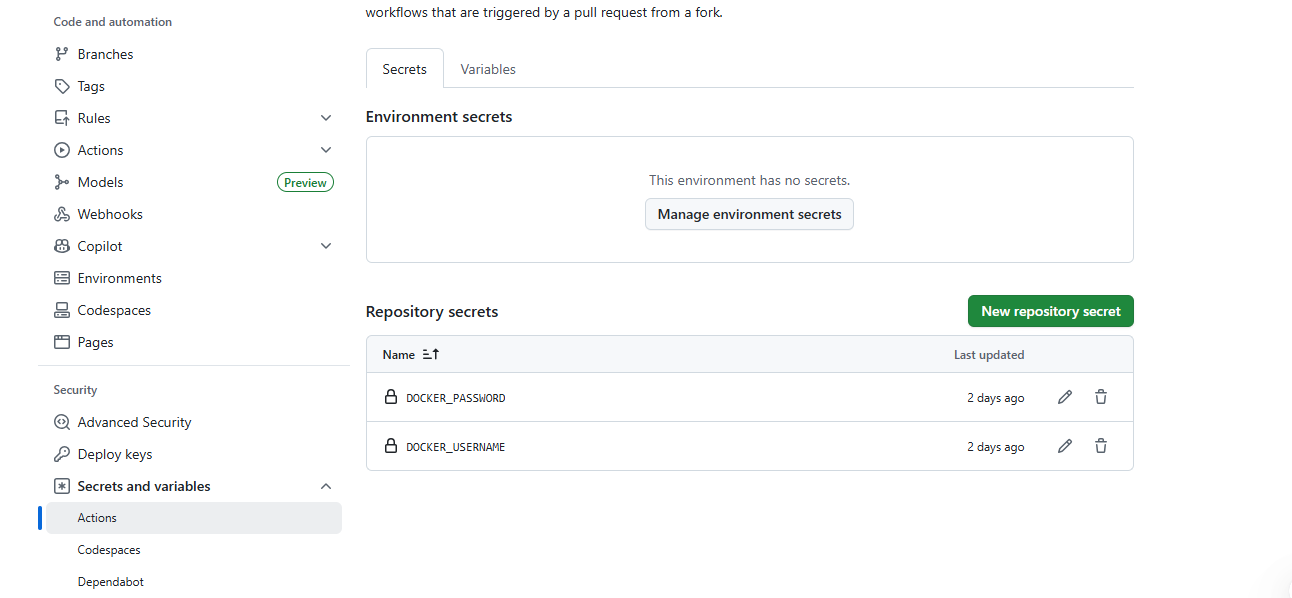 Code and automation
Branches
Tags
Rules
Actions
Models Preview
Webhooks
Copilot
Environments
Codespaces
Pages
Security
Advanced Security
Deploy keys
Secrets and variables
Actions
Codespaces
Dependabot
workflows that are triggered by a pull request from a fork.
Secrets Variables
Environment secrets
This environment has no secrets.
Manage environment secrets
Repository secrets New repository secret
Name Last updated
DOCKER_PASSWORD 2 days ago
DOCKER_USERNAME 2 days ago